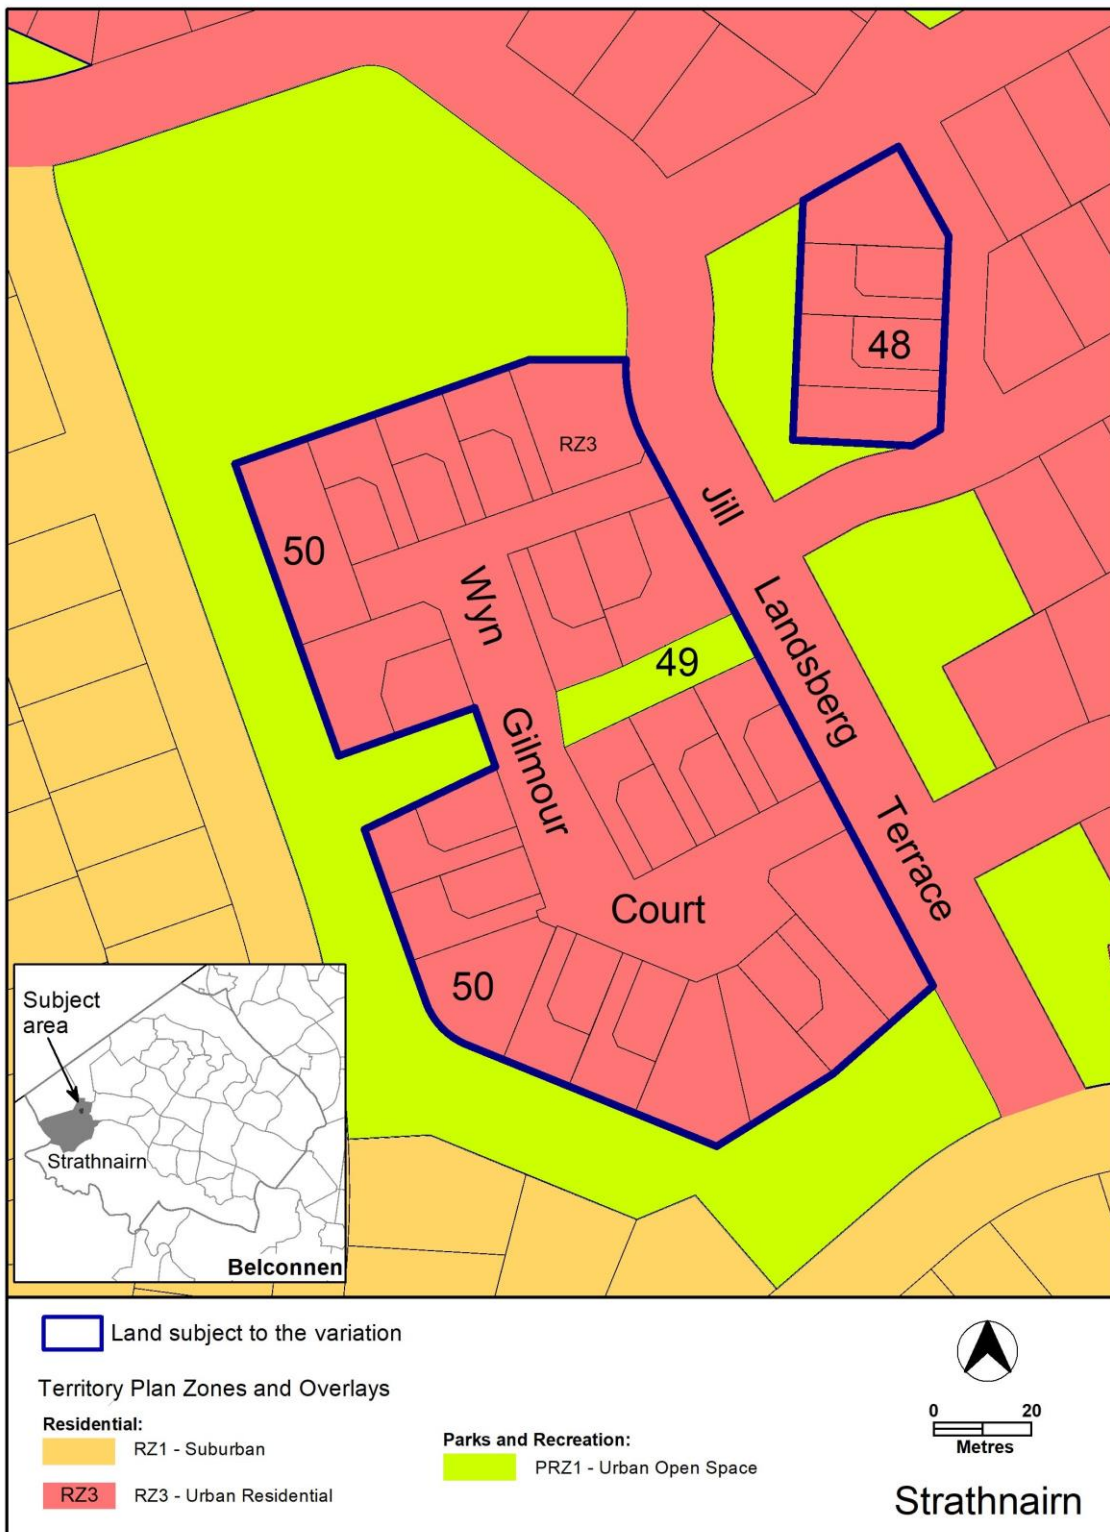 48
RZ3
Jill
50
Wyn
Landsberg
49
Gilmour
Terrace
Court
50
Subject
area
Strathnairn
Belconnen
Land subject to the variation
Territory Plan Zones and Overlays
Residential:
RZ1 - Suburban
RZ3 RZ3 - Urban Residential
Parks and Recreation:
PRZ1 - Urban Open Space
0 20
Metres
Strathnairn